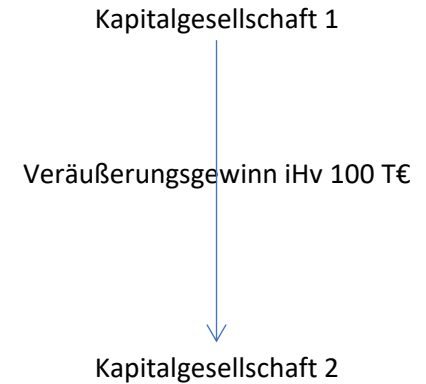 Kapitalgesellschaft 1
Veräußerungsgewinn iHv 100 T€
Kapitalgesellschaft 2